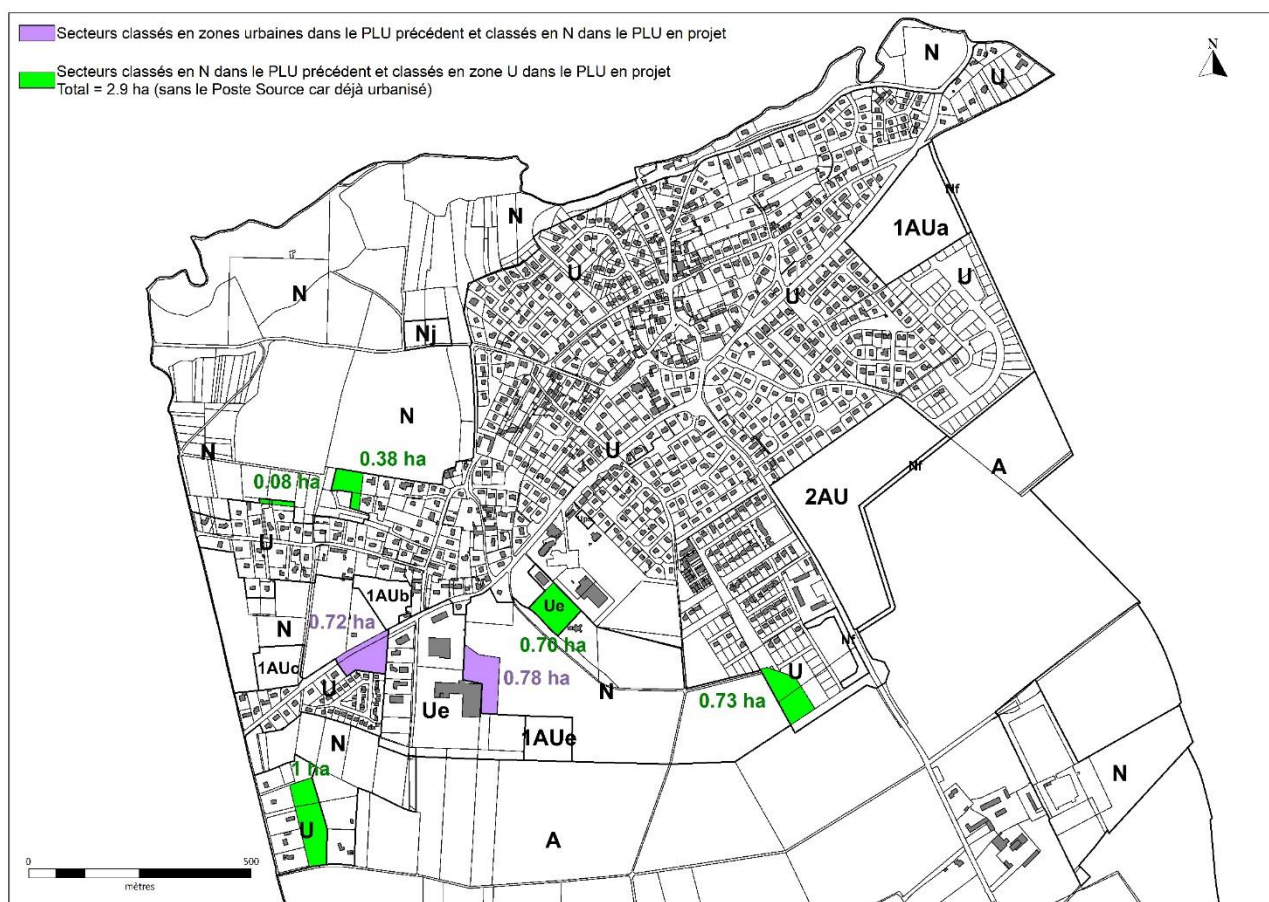 Secteurs classés en zones urbaines dans le PLU précédent et classés en N dans le PLU en projet
Secteurs classés en N dans le PLU précédent et classés en zone U dans le PLU en projet
Total = 2.9 ha (sans le Poste Source car déjà urbanisé)
N
N
U
Nf
N
1AUa
U
U
U
N
Nj
N
N
0.38 ha
0.08 ha
U
Nf
A
2AU
U
1AUb
Ue
0.72 ha
N
0.70 ha
1AUc
0.78 ha
N
Nf
U
0.73 ha
U
Ue
1AUe
N
N
1 ha
U
A
0
500
mètres